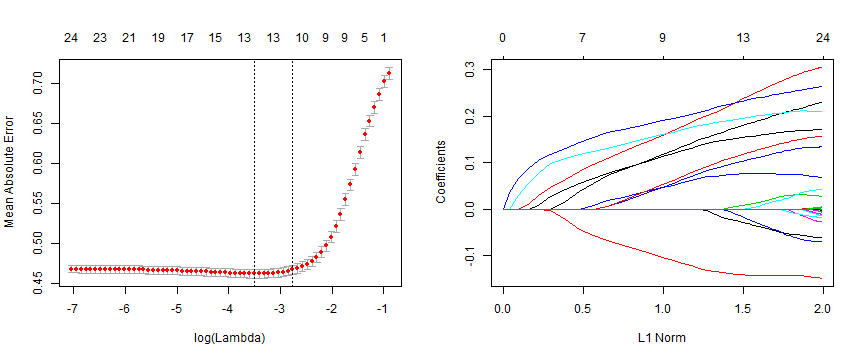 24 23 21 19 17 15 13 13 10 9 9 5 1
Mean Absolute Error
0.70
0.65
0.60
0.55
0.50
0.45
-7 -6 -5 -4 -3 -2 -1
log(Lambda)
0 7 9 13 24
Coefficients
0.3
0.2
0.1
0.0
-0.1
0.0 0.5 1.0 1.5 2.0
L1 Norm